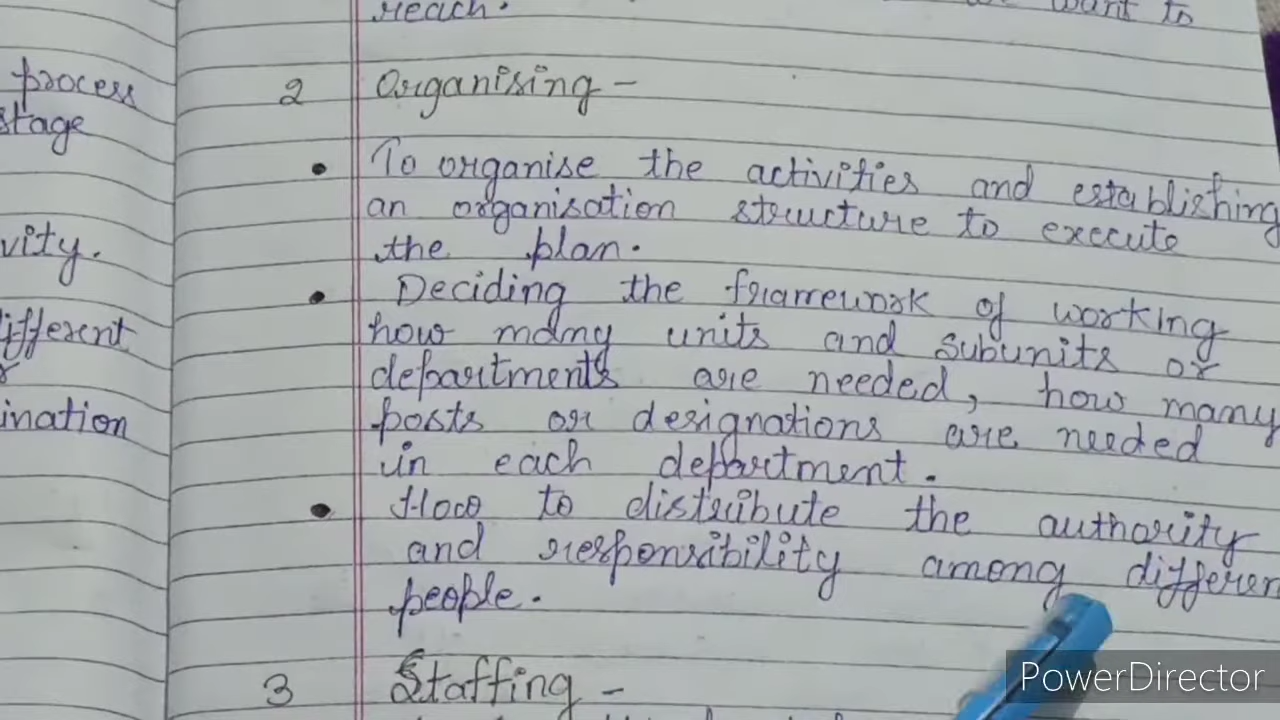 reach.
want to
process
stage
vity.
ifferent
ination
2 Organising -
• To organise the activities and establishing
an organisation structure to execute
the plan.
• Deciding the framework of working
how many units and subunits or
departments are needed, how many
posts or designations are needed
in each department.
• How to distribute the authority
and responsibility among differen
people.
3 Staffing -
PowerDirector